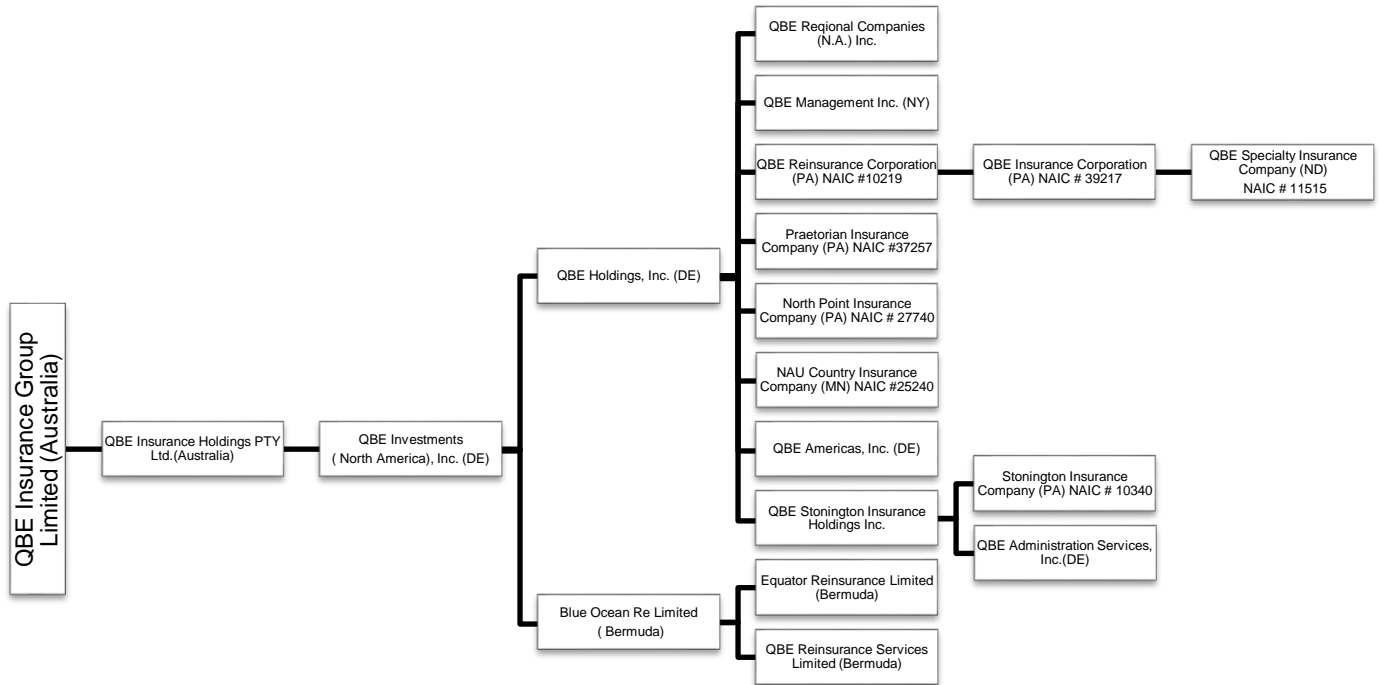 QBE Insurance Group
Limited (Australia)
QBE Insurance Holdings PTY
Ltd.(Australia)
QBE Investments
( North America), Inc. (DE)
QBE Holdings, Inc. (DE)
QBE Reqional Companies
(N.A.) Inc.
QBE Management Inc. (NY)
QBE Reinsurance Corporation
(PA) NAIC #10219
QBE Insurance Corporation
(PA) NAIC # 39217
QBE Specialty Insurance
Company (ND)
NAIC # 11515
Praetorian Insurance
Company (PA) NAIC #37257
North Point Insurance
Company (PA) NAIC # 27740
NAU Country Insurance
Company (MN) NAIC #25240
QBE Americas, Inc. (DE)
QBE Stonington Insurance
Holdings Inc.
Stonington Insurance
Company (PA) NAIC # 10340
QBE Administration Services,
Inc.(DE)
Blue Ocean Re Limited
( Bermuda)
Equator Reinsurance Limited
(Bermuda)
QBE Reinsurance Services
Limited (Bermuda)